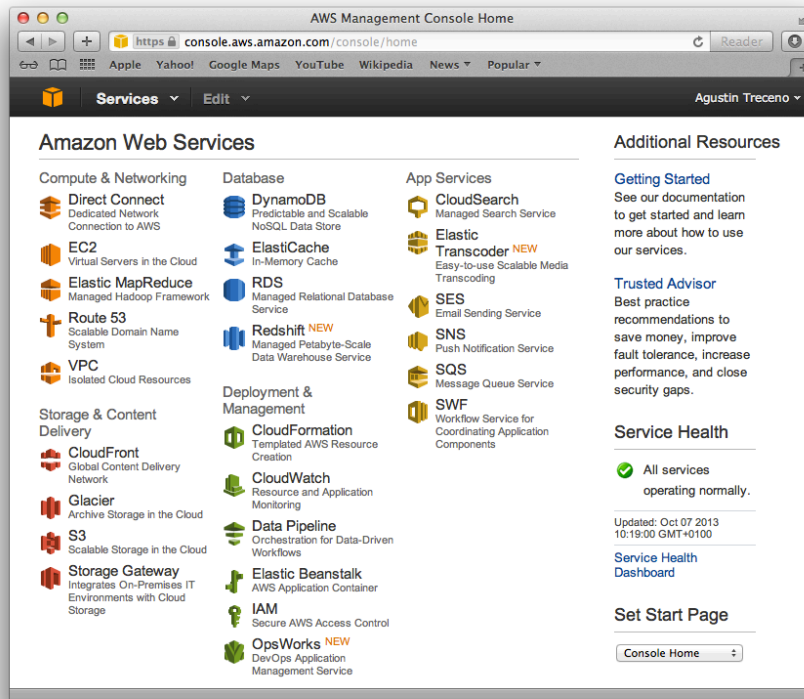 AWS Management Console Home
https console.aws.amazon.com/console/home
Reader
Apple Yahoo! Google Maps YouTube Wikipedia News Popular
Services Edit
Agustin Treceno
Amazon Web Services
Compute & Networking
Direct Connect
Dedicated Network
Connection to AWS
EC2
Virtual Servers in the Cloud
Elastic MapReduce
Managed Hadoop Framework
Route 53
Scalable Domain Name
System
VPC
Isolated Cloud Resources
Storage & Content
Delivery
CloudFront
Global Content Delivery
Network
Glacier
Archive Storage in the Cloud
S3
Scalable Storage in the Cloud
Storage Gateway
Integrates On-Premises IT
Environments with Cloud
Storage
Database
DynamoDB
Predictable and Scalable
NoSQL Data Store
ElastiCache
In-Memory Cache
RDS
Managed Relational Database
Service
Redshift NEW
Managed Petabyte-Scale
Data Warehouse Service
Deployment &
Management
CloudFormation
Templated AWS Resource
Creation
CloudWatch
Resource and Application
Monitoring
Data Pipeline
Orchestration for Data-Driven
Workflows
Elastic Beanstalk
AWS Application Container
IAM
Secure AWS Access Control
OpsWorks NEW
DevOps Application
Management Service
App Services
CloudSearch
Managed Search Service
Elastic
Transcoder NEW
Easy-to-use Scalable Media
Transcoding
SES
Email Sending Service
SNS
Push Notification Service
SQS
Message Queue Service
SWF
Workflow Service for
Coordinating Application
Components
Additional Resources
Getting Started
See our documentation
to get started and learn
more about how to use
our services.
Trusted Advisor
Best practice
recommendations to
save money, improve
fault tolerance, increase
performance, and close
security gaps.
Service Health
All services
operating normally.
Updated: Oct 07 2013
10:19:00 GMT+0100
Service Health
Dashboard
Set Start Page
Console Home